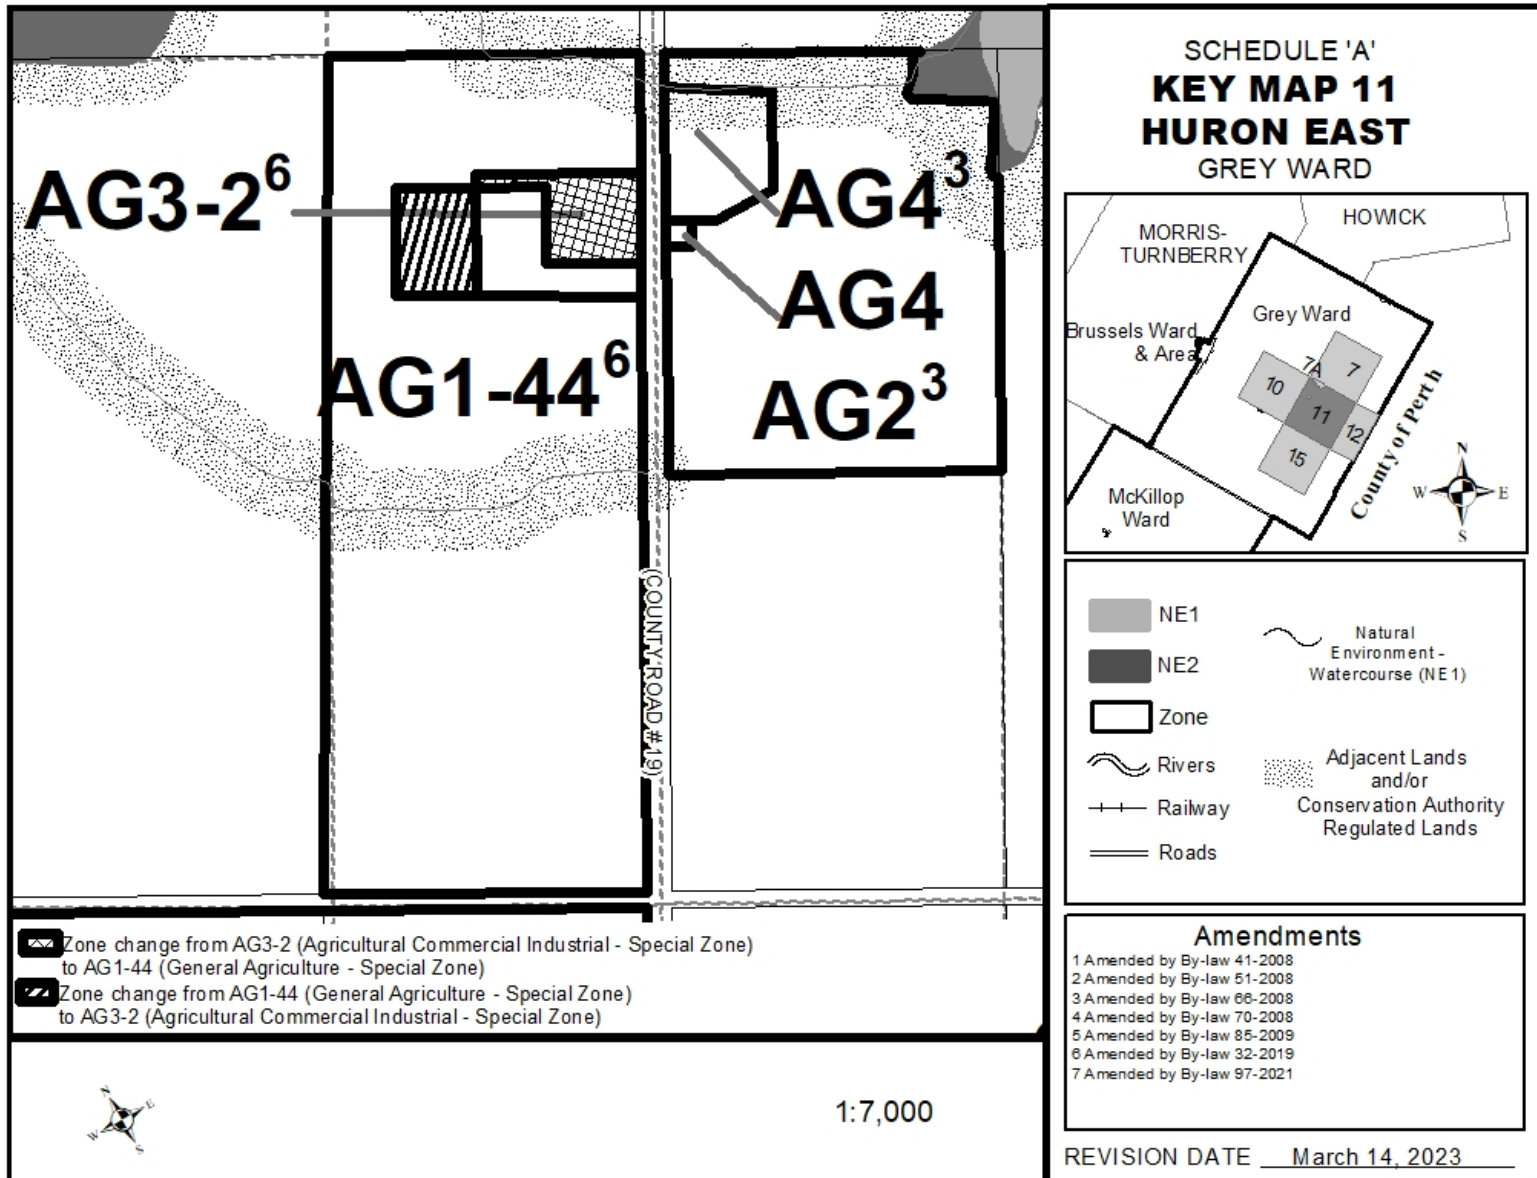 SCHEDULE 'A'
KEY MAP 11
HURON EAST
GREY WARD
AG3-2⁶
AG4³
AG4
AG1-44⁶
AG2³
(COUNTY ROAD #19)
HOWICK
MORRIS-
TURNBERRY
Grey Ward
Brussels Ward
& Area
7A
7
10
11
12
15
County of Perth
McKillop
Ward
N
W
E
S
NE1
NE2
Zone
Rivers
Railway
Roads
Natural
Environment -
Watercourse (NE1)
Adjacent Lands
and/or
Conservation Authority
Regulated Lands
Zone change from AG3-2 (Agricultural Commercial Industrial - Special Zone)
to AG1-44 (General Agriculture - Special Zone)
Zone change from AG1-44 (General Agriculture - Special Zone)
to AG3-2 (Agricultural Commercial Industrial - Special Zone)
Amendments
1 Amended by By-law 41-2008
2 Amended by By-law 51-2008
3 Amended by By-law 66-2008
4 Amended by By-law 70-2008
5 Amended by By-law 85-2009
6 Amended by By-law 32-2019
7 Amended by By-law 97-2021
N
E
W
S
1:7,000
REVISION DATE March 14, 2023